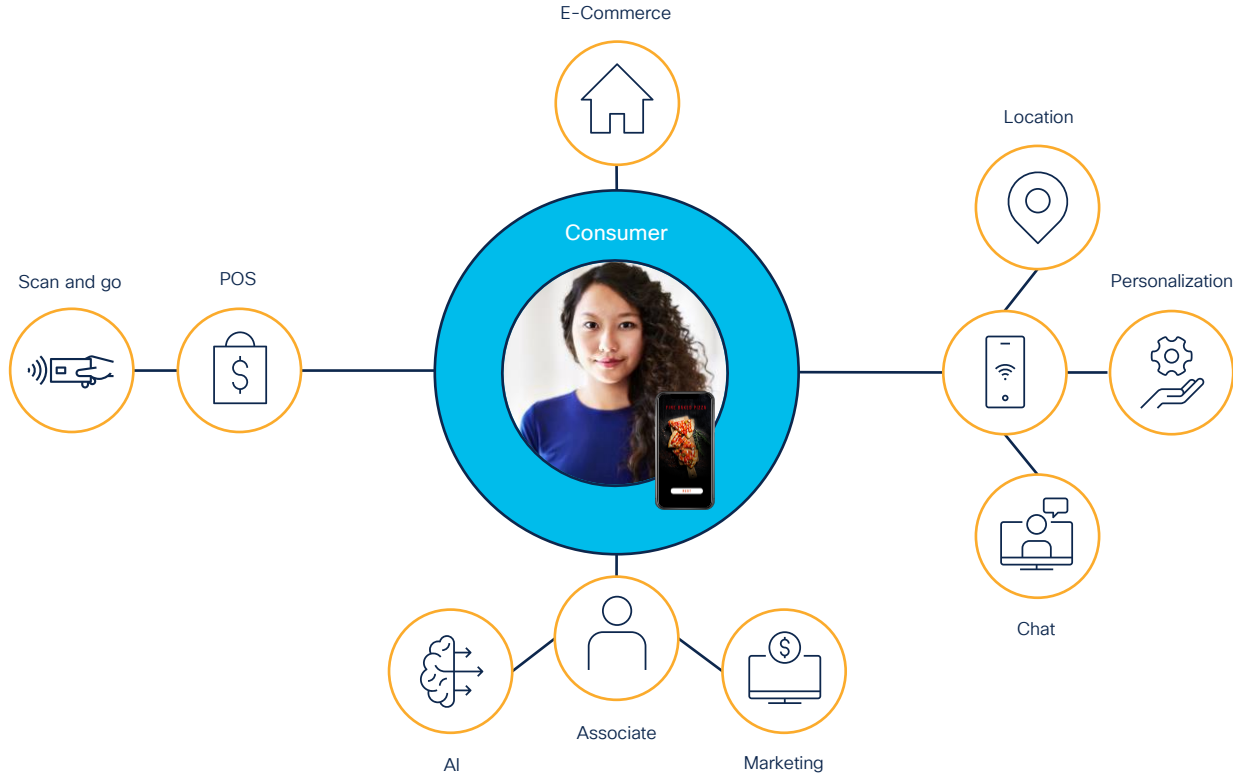 E-Commerce
Location
Consumer
Scan and go
POS
Personalization
$
$
Chat
Associate
AI
Marketing